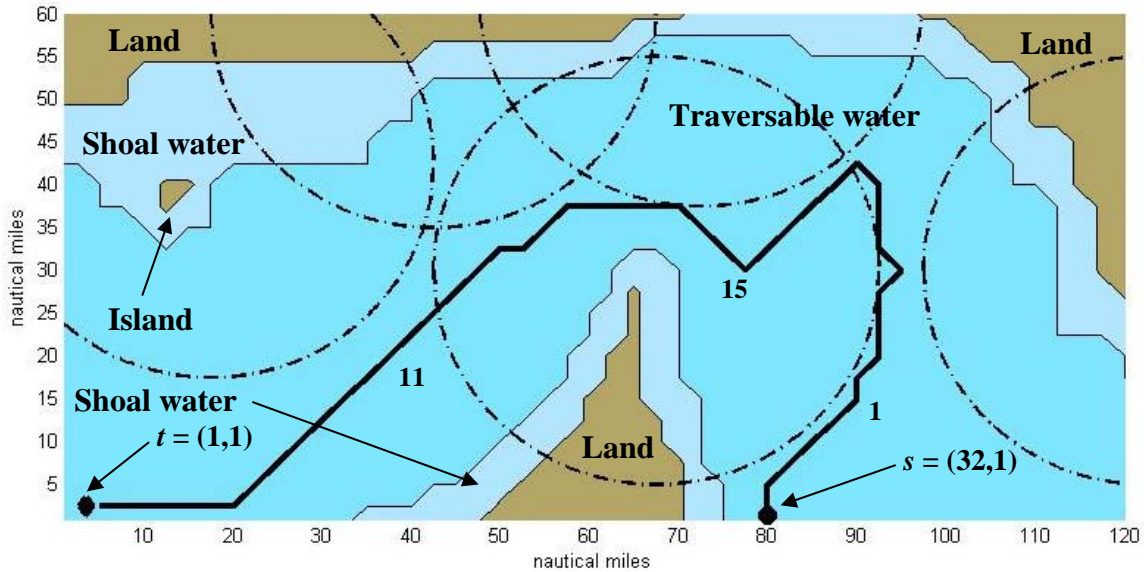 60
55
50
45
40
35
30
25
20
15
10
5
nautical miles
Land
Land
Traversable water
Shoal water
Island
15
11
Shoal water
1
t = (1,1)
Land
s = (32,1)
10 20 30 40 50 60 70 80 90 100 110 120
nautical miles